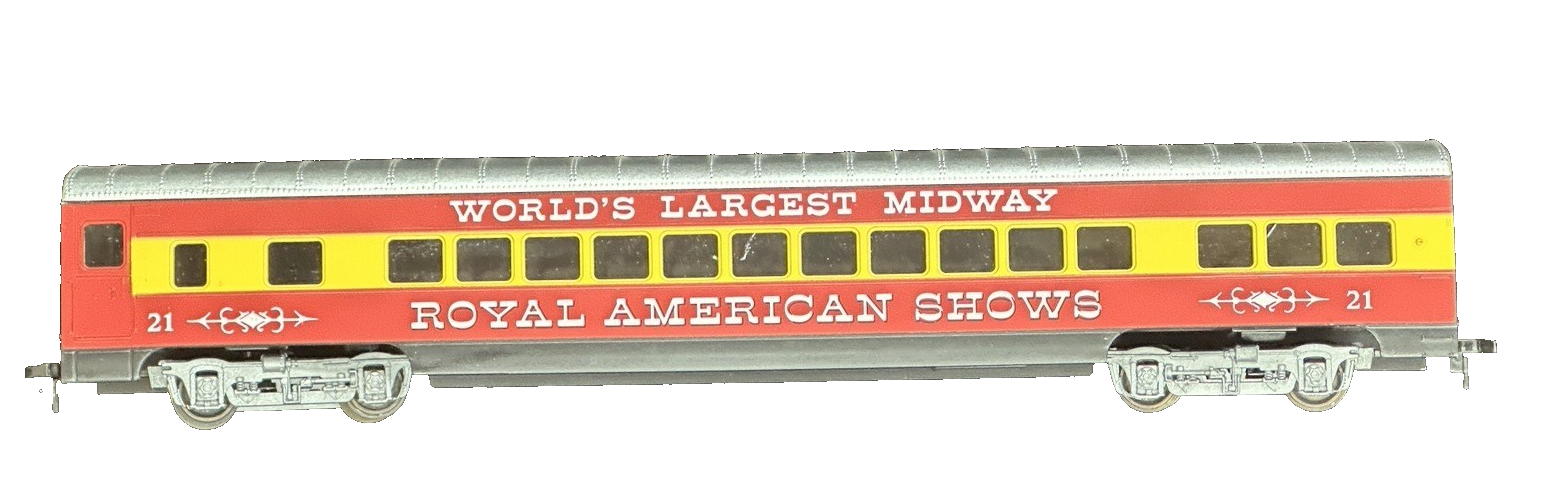 WORLD'S LARGEST MIDWAY
ROYAL AMERICAN SHOWS
21
21